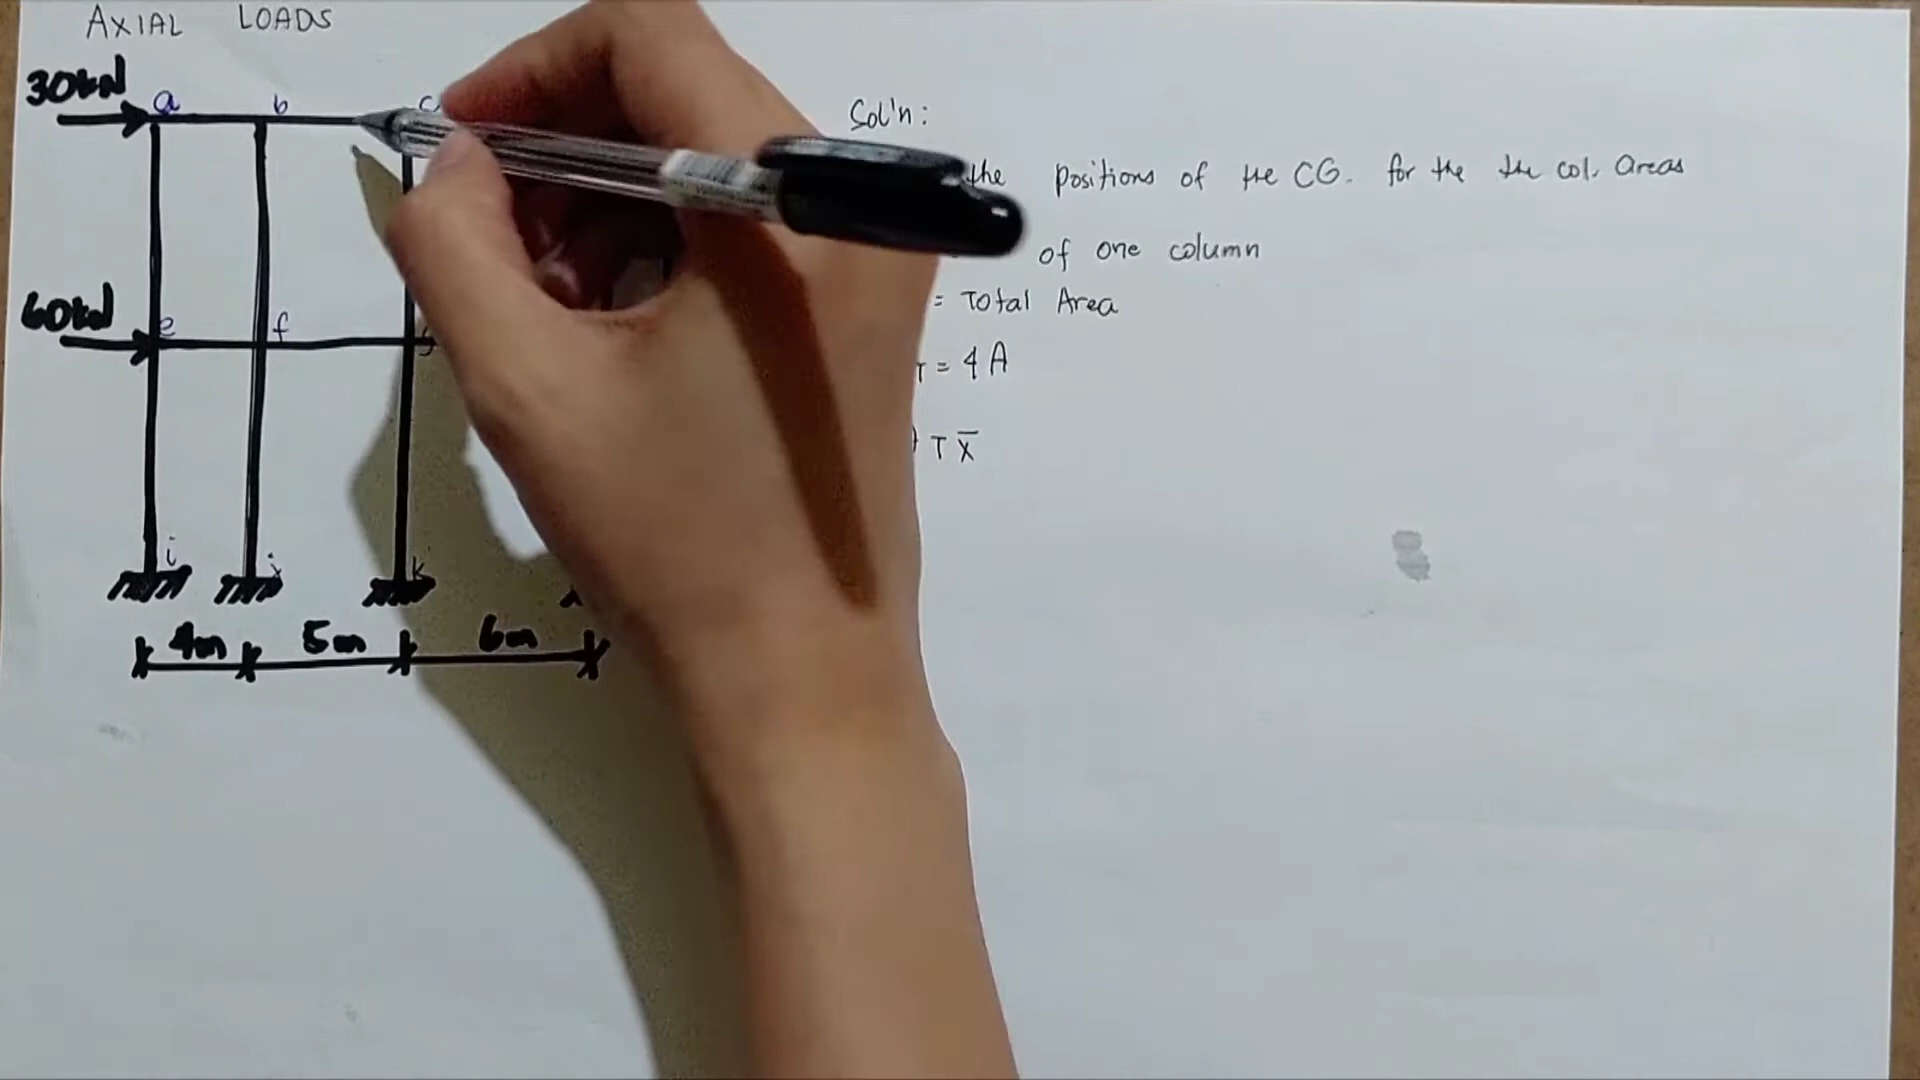 AXIAL LOADS
30kN
a b c
60kN
e f
i j k
4m 5m 6m
Sol'n:
the positions of the CG. for the the col. areas
of one column
= Total Area
T = 4A
T x̄